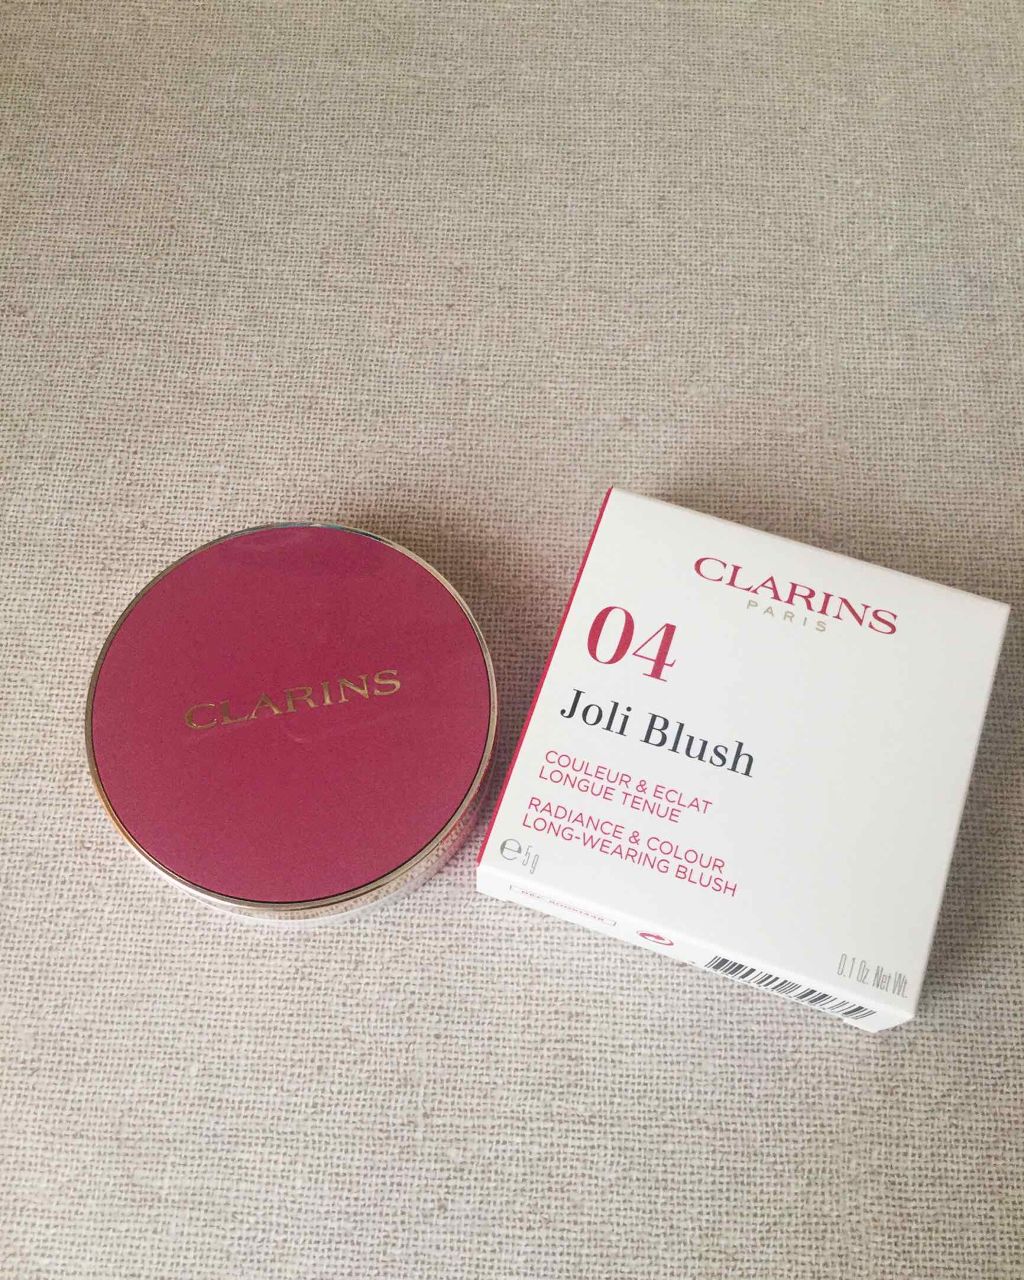 CLARINS
CLARINS
PARIS
04
Joli Blush
COULEUR & ECLAT
LONGUE TENUE
RADIANCE & COLOUR
LONG-WEARING BLUSH
℮ 5 g
0.1 Oz. Net Wt.